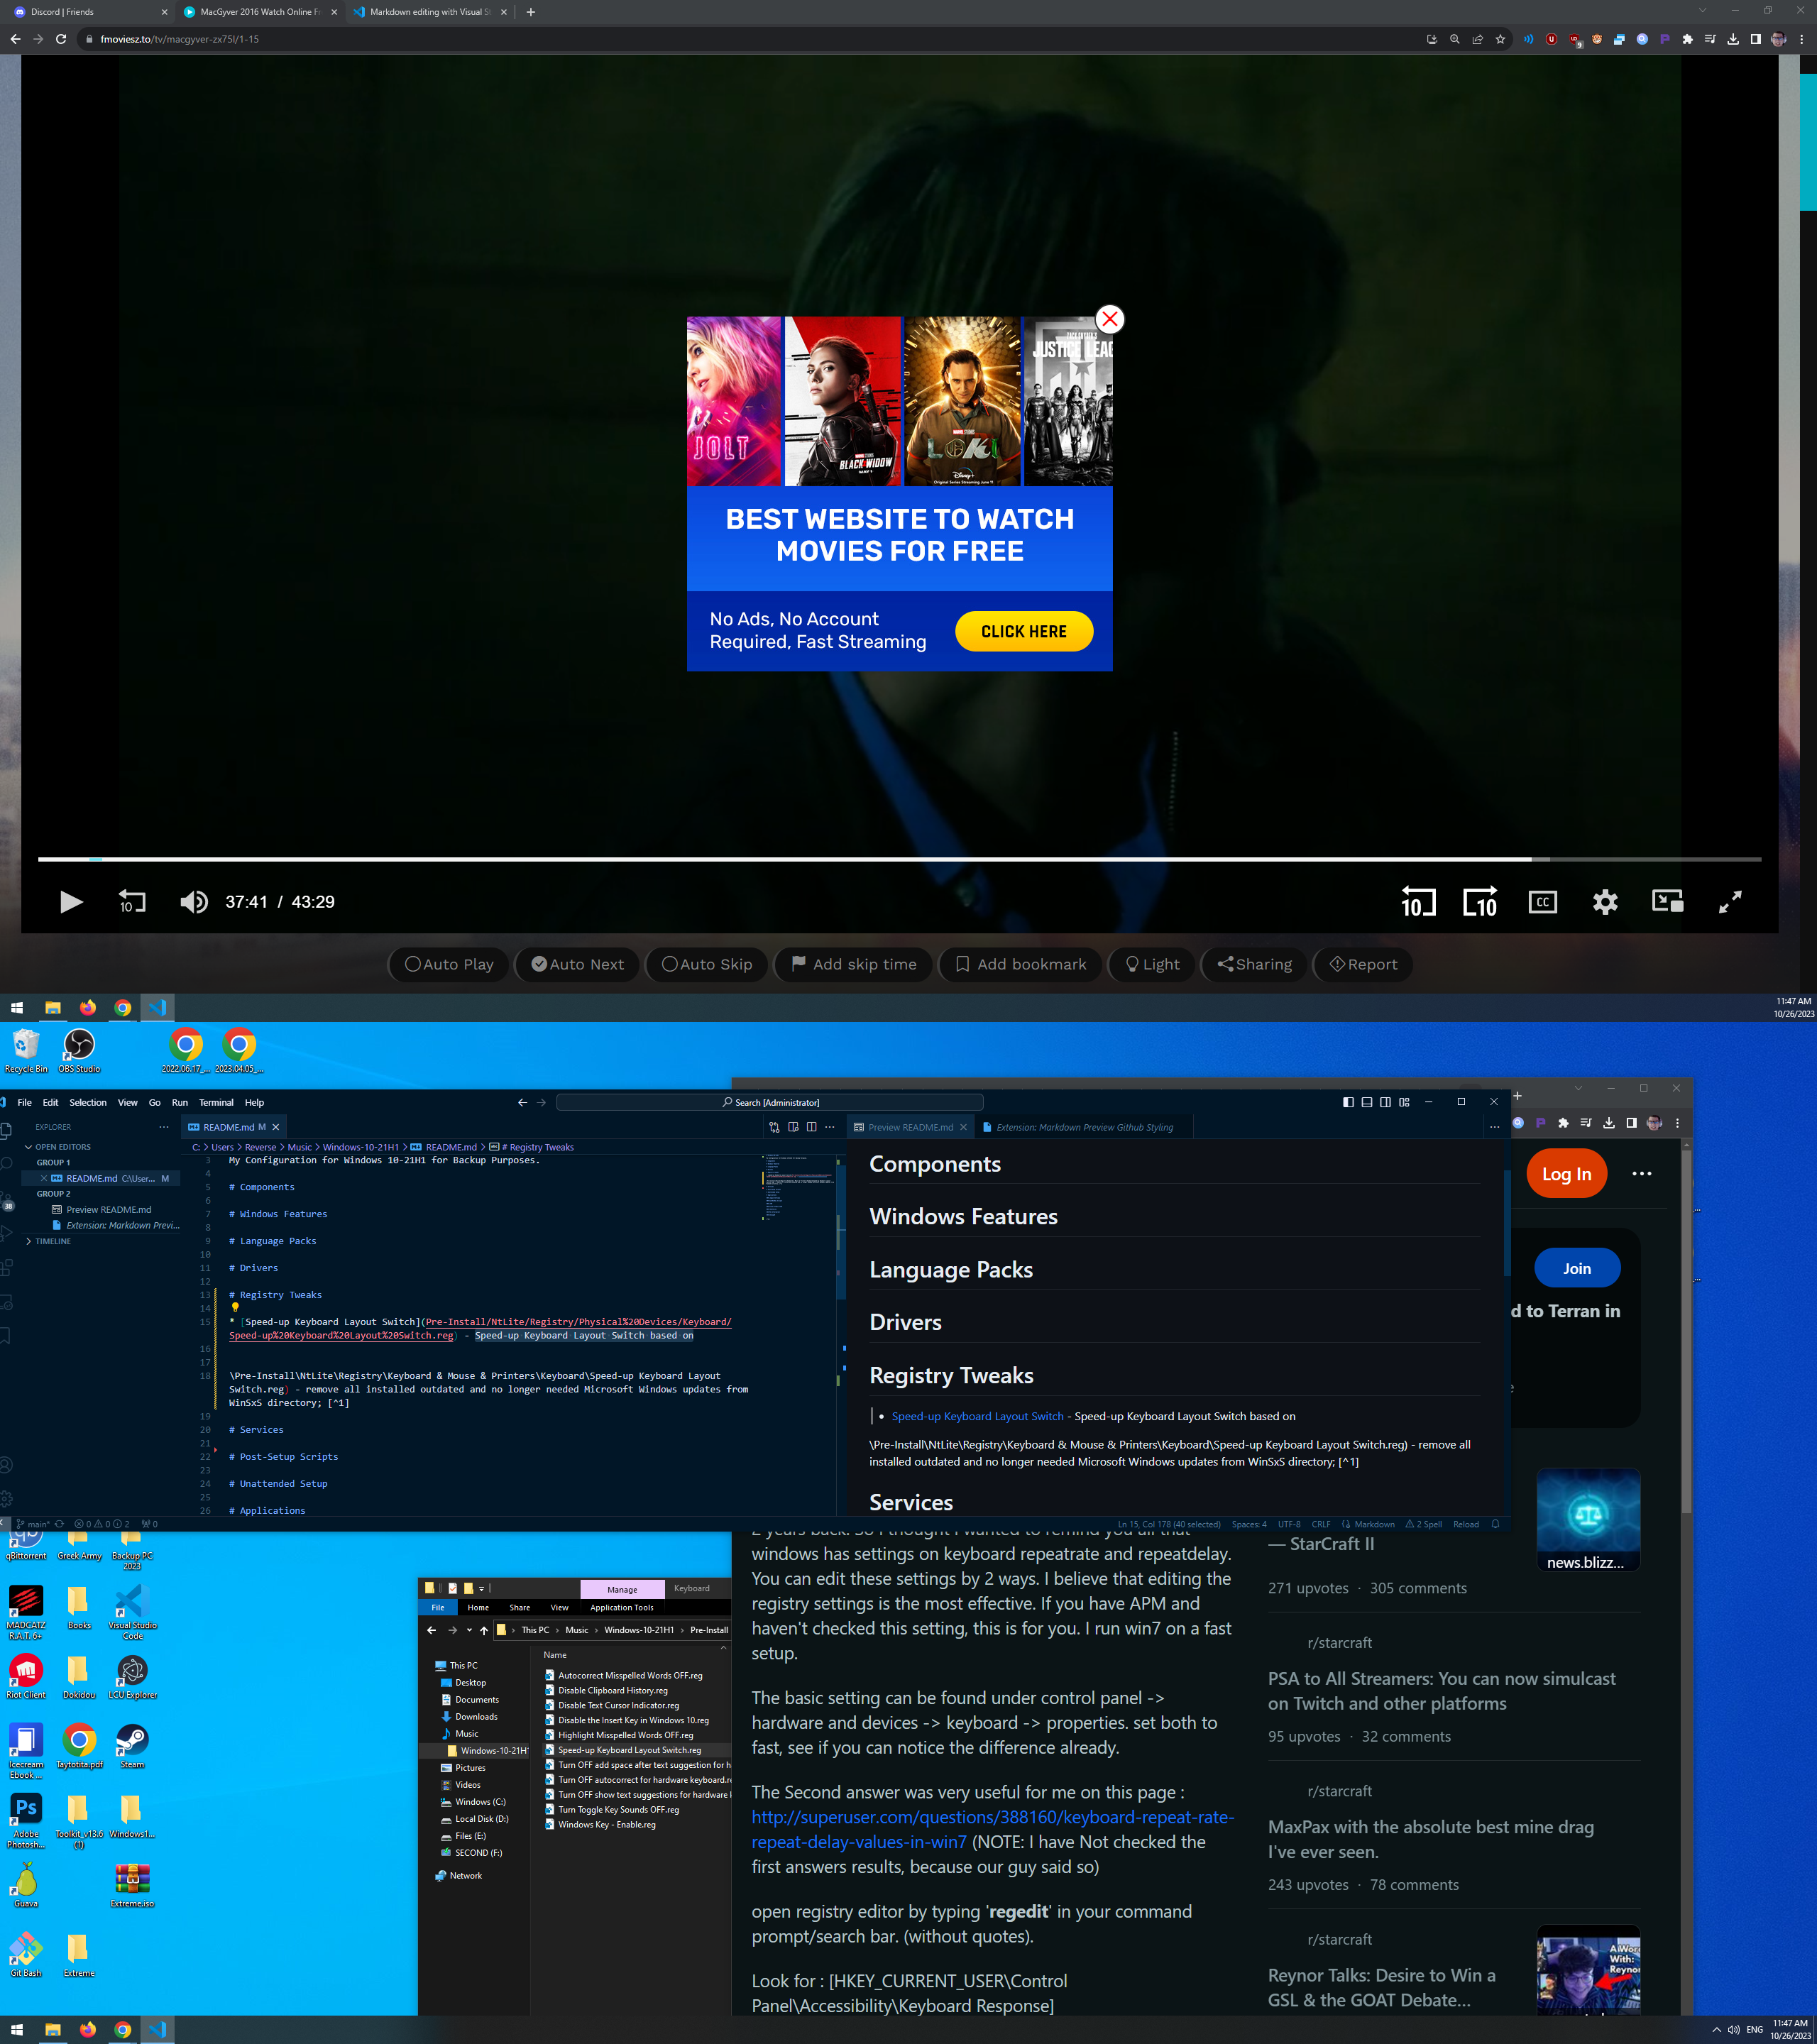 Discord | Friends
MacGyver 2016 Watch Online Fr
Markdown editing with Visual St
fmoviesz.to/tv/macgyver-zx75l/1-15
JOLT
BLACK WIDOW
LOKI
Disney+
Original Series Streaming June 11
JUSTICE LEAG
BEST WEBSITE TO WATCH
MOVIES FOR FREE
No Ads, No Account
Required, Fast Streaming
CLICK HERE
10
37:41 / 43:29
10
10
CC
Auto Play
Auto Next
Auto Skip
Add skip time
Add bookmark
Light
Sharing
Report
11:47 AM
10/26/2023
Recycle Bin
OBS Studio
2022.06.17_...
2023.04.05_...
File Edit Selection View Go Run Terminal Help
Search [Administrator]
EXPLORER
README.md M
Preview README.md
Extension: Markdown Preview Github Styling
OPEN EDITORS
GROUP 1
README.md C:\User... M
GROUP 2
Preview README.md
Extension: Markdown Previ...
TIMELINE
38
C: > Users > Reverse > Music > Windows-10-21H1 > README.md > # Registry Tweaks
3 My Configuration for Windows 10-21H1 for Backup Purposes.
4
5 # Components
6
7 # Windows Features
8
9 # Language Packs
10
11 # Drivers
12
13 # Registry Tweaks
14
15 * [Speed-up Keyboard Layout Switch](Pre-Install/NtLite/Registry/Physical%20Devices/Keyboard/
Speed-up%20Keyboard%20Layout%20Switch.reg) - Speed-up Keyboard Layout Switch based on
16
17
18 \Pre-Install\NtLite\Registry\Keyboard & Mouse & Printers\Keyboard\Speed-up Keyboard Layout
Switch.reg) - remove all installed outdated and no longer needed Microsoft Windows updates from
WinSxS directory; [^1]
19
20 # Services
21
22 # Post-Setup Scripts
23
24 # Unattended Setup
25
26 # Applications
Components
Windows Features
Language Packs
Drivers
Registry Tweaks
• Speed-up Keyboard Layout Switch - Speed-up Keyboard Layout Switch based on
\Pre-Install\NtLite\Registry\Keyboard & Mouse & Printers\Keyboard\Speed-up Keyboard Layout Switch.reg) - remove all
installed outdated and no longer needed Microsoft Windows updates from WinSxS directory; [^1]
Services
main*
0 0 2
0
Ln 15, Col 178 (40 selected)
Spaces: 4
UTF-8
CRLF
Markdown
2 Spell
Reload
Log In
Join
d to Terran in
qBittorrent
Greek Army
Backup PC
2023
MADCATZ
R.A.T. 6+
Books
Visual Studio
Code
Riot Client
Dokidou
LGU Explorer
Icecream
Ebook ...
Taytotita.pdf
Steam
Ps
Adobe
Photosh...
Toolkit_v13.6
(1)
Windows1...
Guava
Extreme.iso
Git Bash
Extreme
Manage
Keyboard
File Home Share View Application Tools
This PC > Music > Windows-10-21H1 > Pre-Install
This PC
Desktop
Documents
Downloads
Music
Windows-10-21H1
Pictures
Videos
Windows (C:)
Local Disk (D:)
Files (E:)
SECOND (F:)
Network
Name
Autocorrect Misspelled Words OFF.reg
Disable Clipboard History.reg
Disable Text Cursor Indicator.reg
Disable the Insert Key in Windows 10.reg
Highlight Misspelled Words OFF.reg
Speed-up Keyboard Layout Switch.reg
Turn OFF add space after text suggestion for h
Turn OFF autocorrect for hardware keyboard.re
Turn OFF show text suggestions for hardware k
Turn Toggle Key Sounds OFF.reg
Windows Key - Enable.reg
2 years back. So I thought I wanted to remind you all that
windows has settings on keyboard repeatrate and repeatdelay.
You can edit these settings by 2 ways. I believe that editing the
registry settings is the most effective. If you have APM and
haven't checked this setting, this is for you. I run win7 on a fast
setup.
The basic setting can be found under control panel ->
hardware and devices -> keyboard -> properties. set both to
fast, see if you can notice the difference already.
The Second answer was very useful for me on this page :
http://superuser.com/questions/388160/keyboard-repeat-rate-
repeat-delay-values-in-win7 (NOTE: I have Not checked the
first answers results, because our guy said so)
open registry editor by typing 'regedit' in your command
prompt/search bar. (without quotes).
Look for : [HKEY_CURRENT_USER\Control
Panel\Accessibility\Keyboard Response]
news.blizz...
— StarCraft II
271 upvotes · 305 comments
r/starcraft
PSA to All Streamers: You can now simulcast
on Twitch and other platforms
95 upvotes · 32 comments
r/starcraft
MaxPax with the absolute best mine drag
I've ever seen.
243 upvotes · 78 comments
r/starcraft
Reynor Talks: Desire to Win a
GSL & the GOAT Debate...
ENG
11:47 AM
10/26/2023